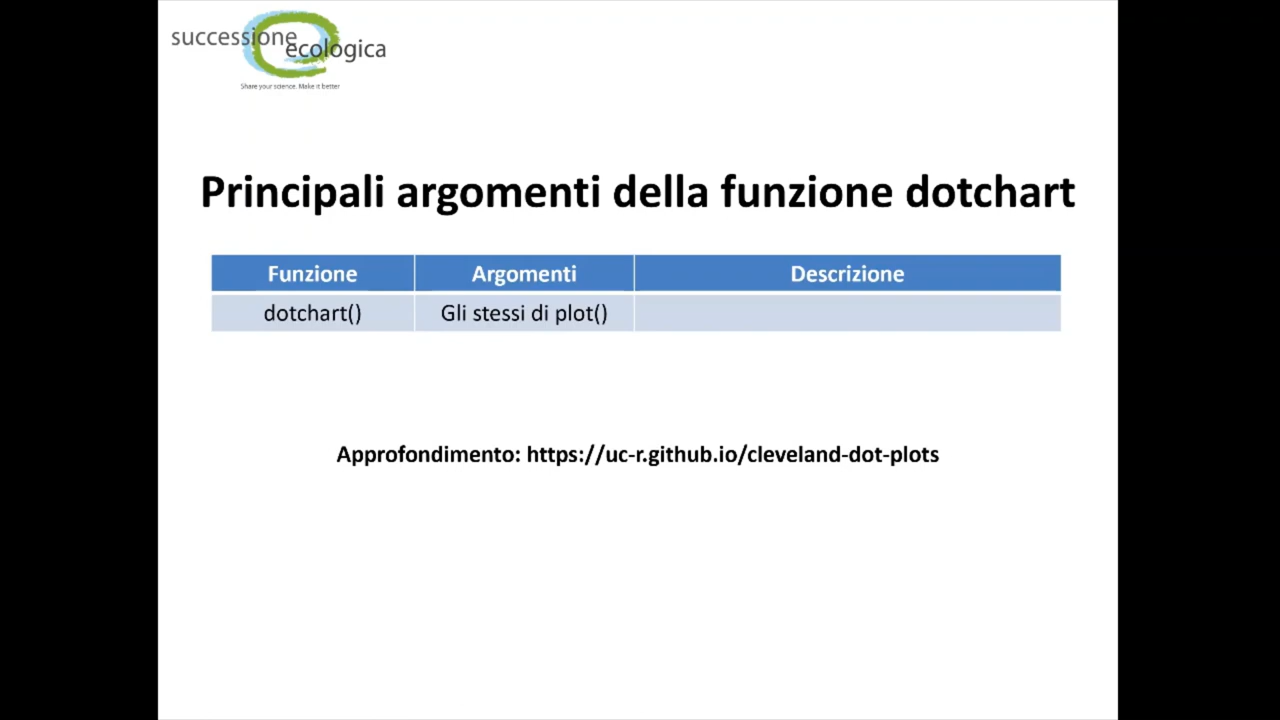 successione
ecologica
Share your science. Make it better
Principali argomenti della funzione dotchart
Funzione Argomenti Descrizione
dotchart() Gli stessi di plot()
Approfondimento: https://uc-r.github.io/cleveland-dot-plots